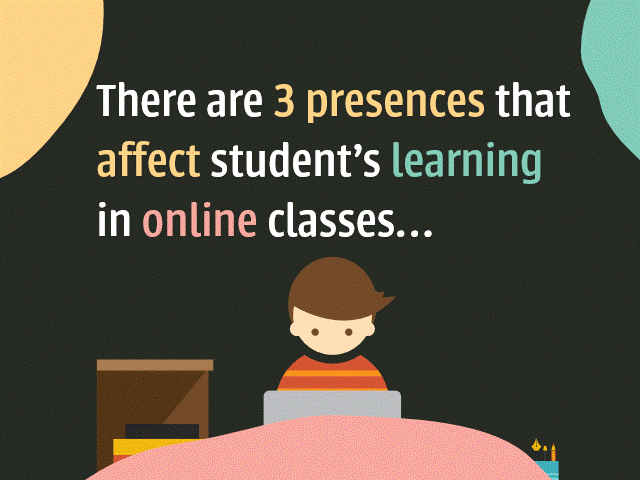 There are 3 presences that
affect student’s learning
in online classes...